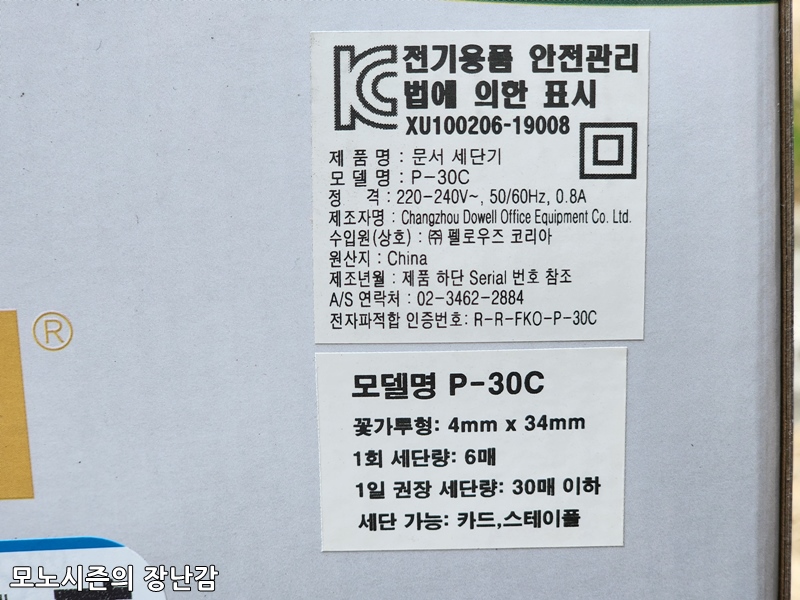 전기용품 안전관리
법에 의한 표시
XU100206-19008
제 품 명 : 문서 세단기
모 델 명 : P-30C
정 격 : 220-240V~, 50/60Hz, 0.8A
제조자명 : Changzhou Dowell Office Equipment Co. Ltd.
수입원(상호) : ㈜ 펠로우즈 코리아
원산지 : China
제조년월 : 제품 하단 Serial 번호 참조
A/S 연락처 : 02-3462-2884
전자파적합 인증번호: R-R-FKO-P-30C
®
모델명 P-30C
꽃가루형: 4mm x 34mm
1회 세단량: 6매
1일 권장 세단량: 30매 이하
세단 가능: 카드,스테이플
모노시즌의 장난감